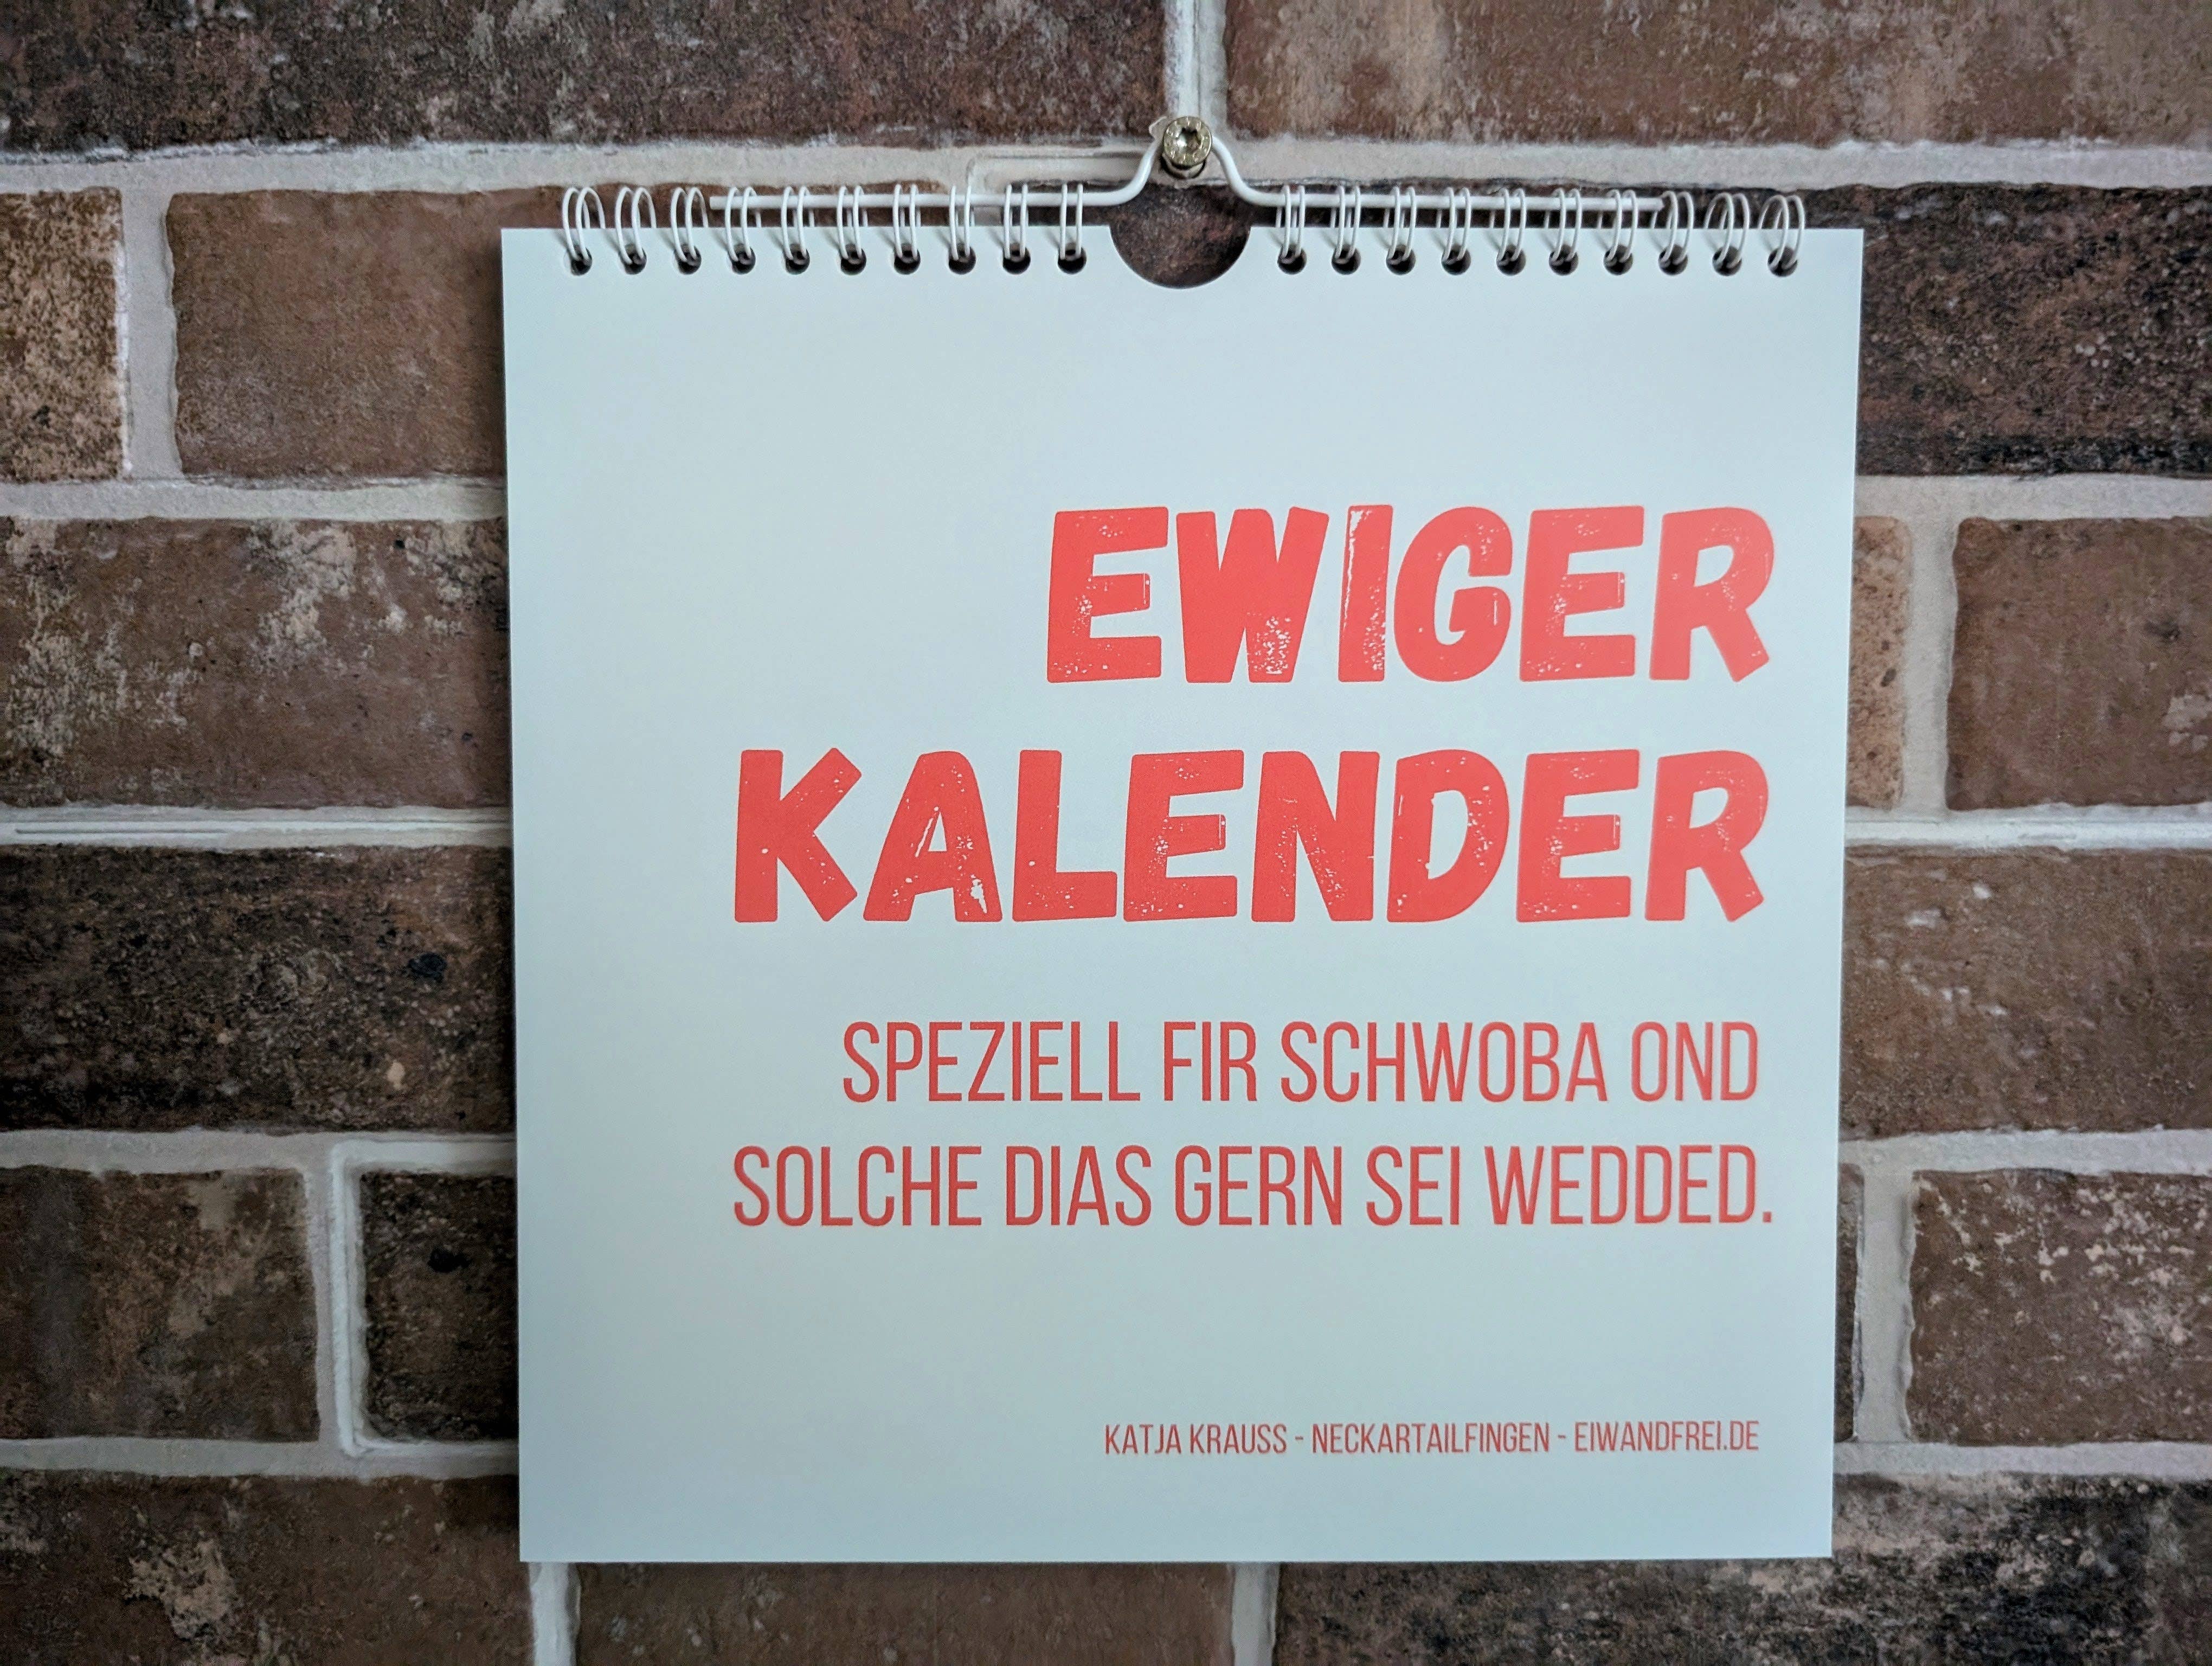 EWIGER
KALENDER
SPEZIELL FIR SCHWOBA OND
SOLCHE DIAS GERN SEI WEDDED.
KATJA KRAUSS - NECKARTAILFINGEN - EIWANDFREI.DE